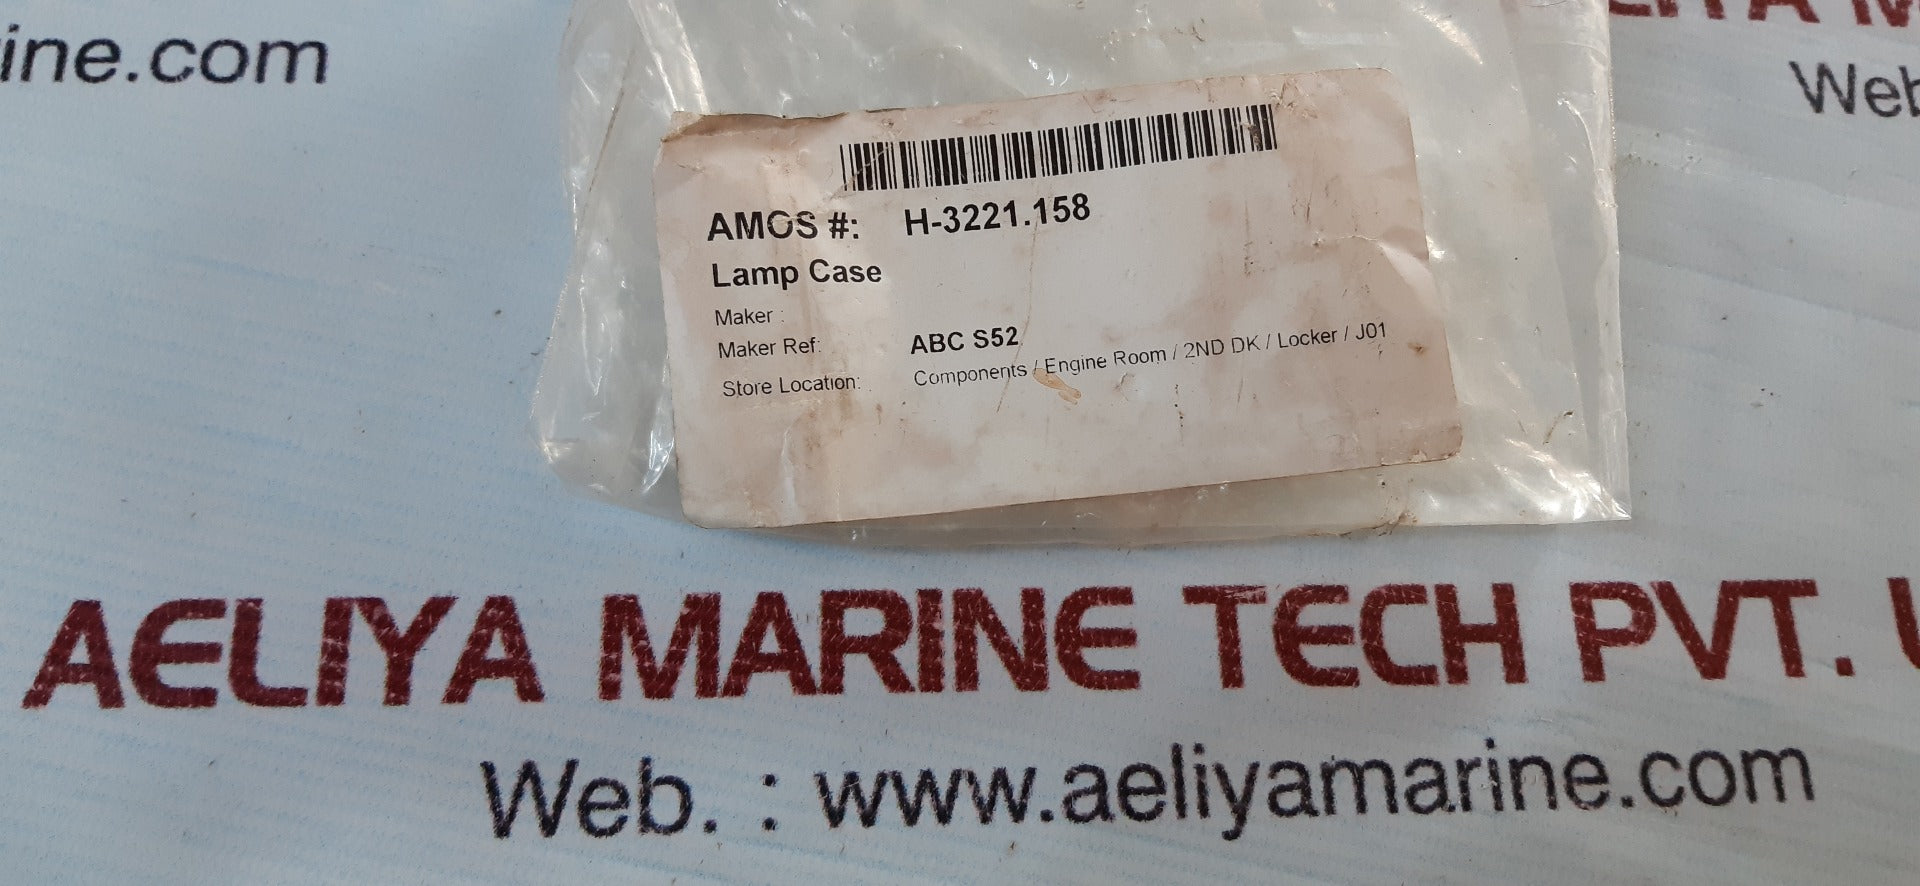 ine.com
Web
AMOS #: H-3221.158
Lamp Case
Maker :
Maker Ref: ABC S52
Store Location: Components / Engine Room / 2ND DK / Locker / J01
AELIYA MARINE TECH PVT.
Web. : www.aeliyamarine.com